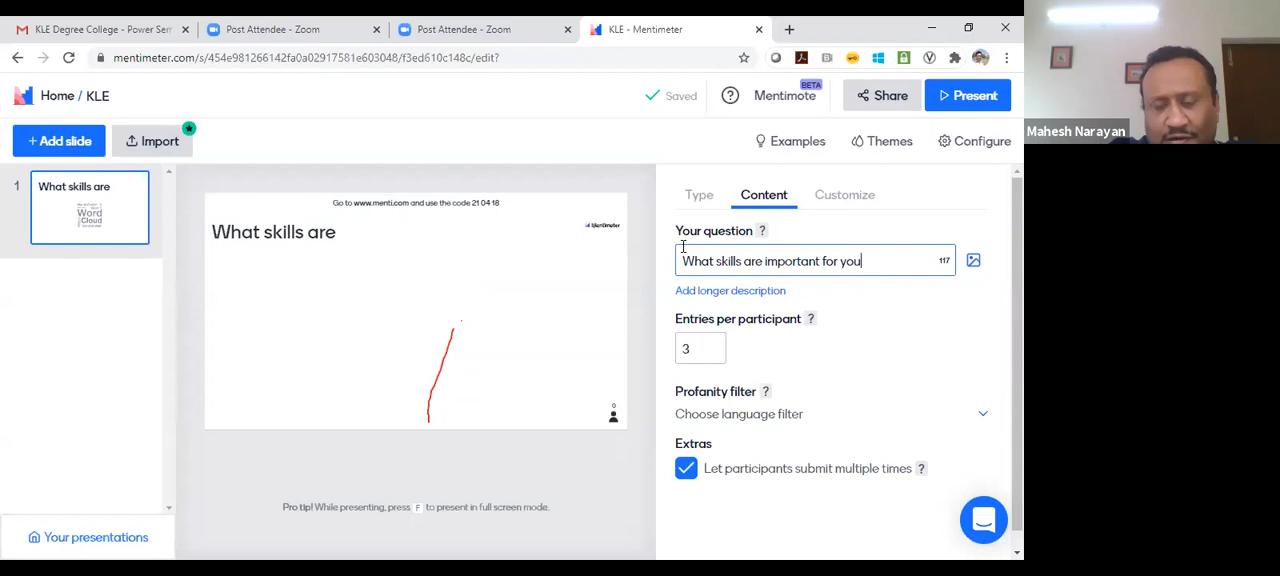 KLE Degree College - Power Sem
Post Attendee - Zoom
Post Attendee - Zoom
KLE - Mentimeter
mentimeter.com/s/454e981266142fa0a02917581e603048/f3ed610c148c/edit?
Home / KLE
Saved
?
Mentimote
BETA
Share
Present
+ Add slide
Import
Examples
Themes
Configure
Mahesh Narayan
1
What skills are
Word
Cloud
Go to www.menti.com and use the code 21 04 18
What skills are
Mentimeter
0
Pro tip! While presenting, press F to present in full screen mode.
Your presentations
Type
Content
Customize
Your question ?
What skills are important for you
117
Add longer description
Entries per participant ?
3
Profanity filter ?
Choose language filter
Extras
Let participants submit multiple times ?